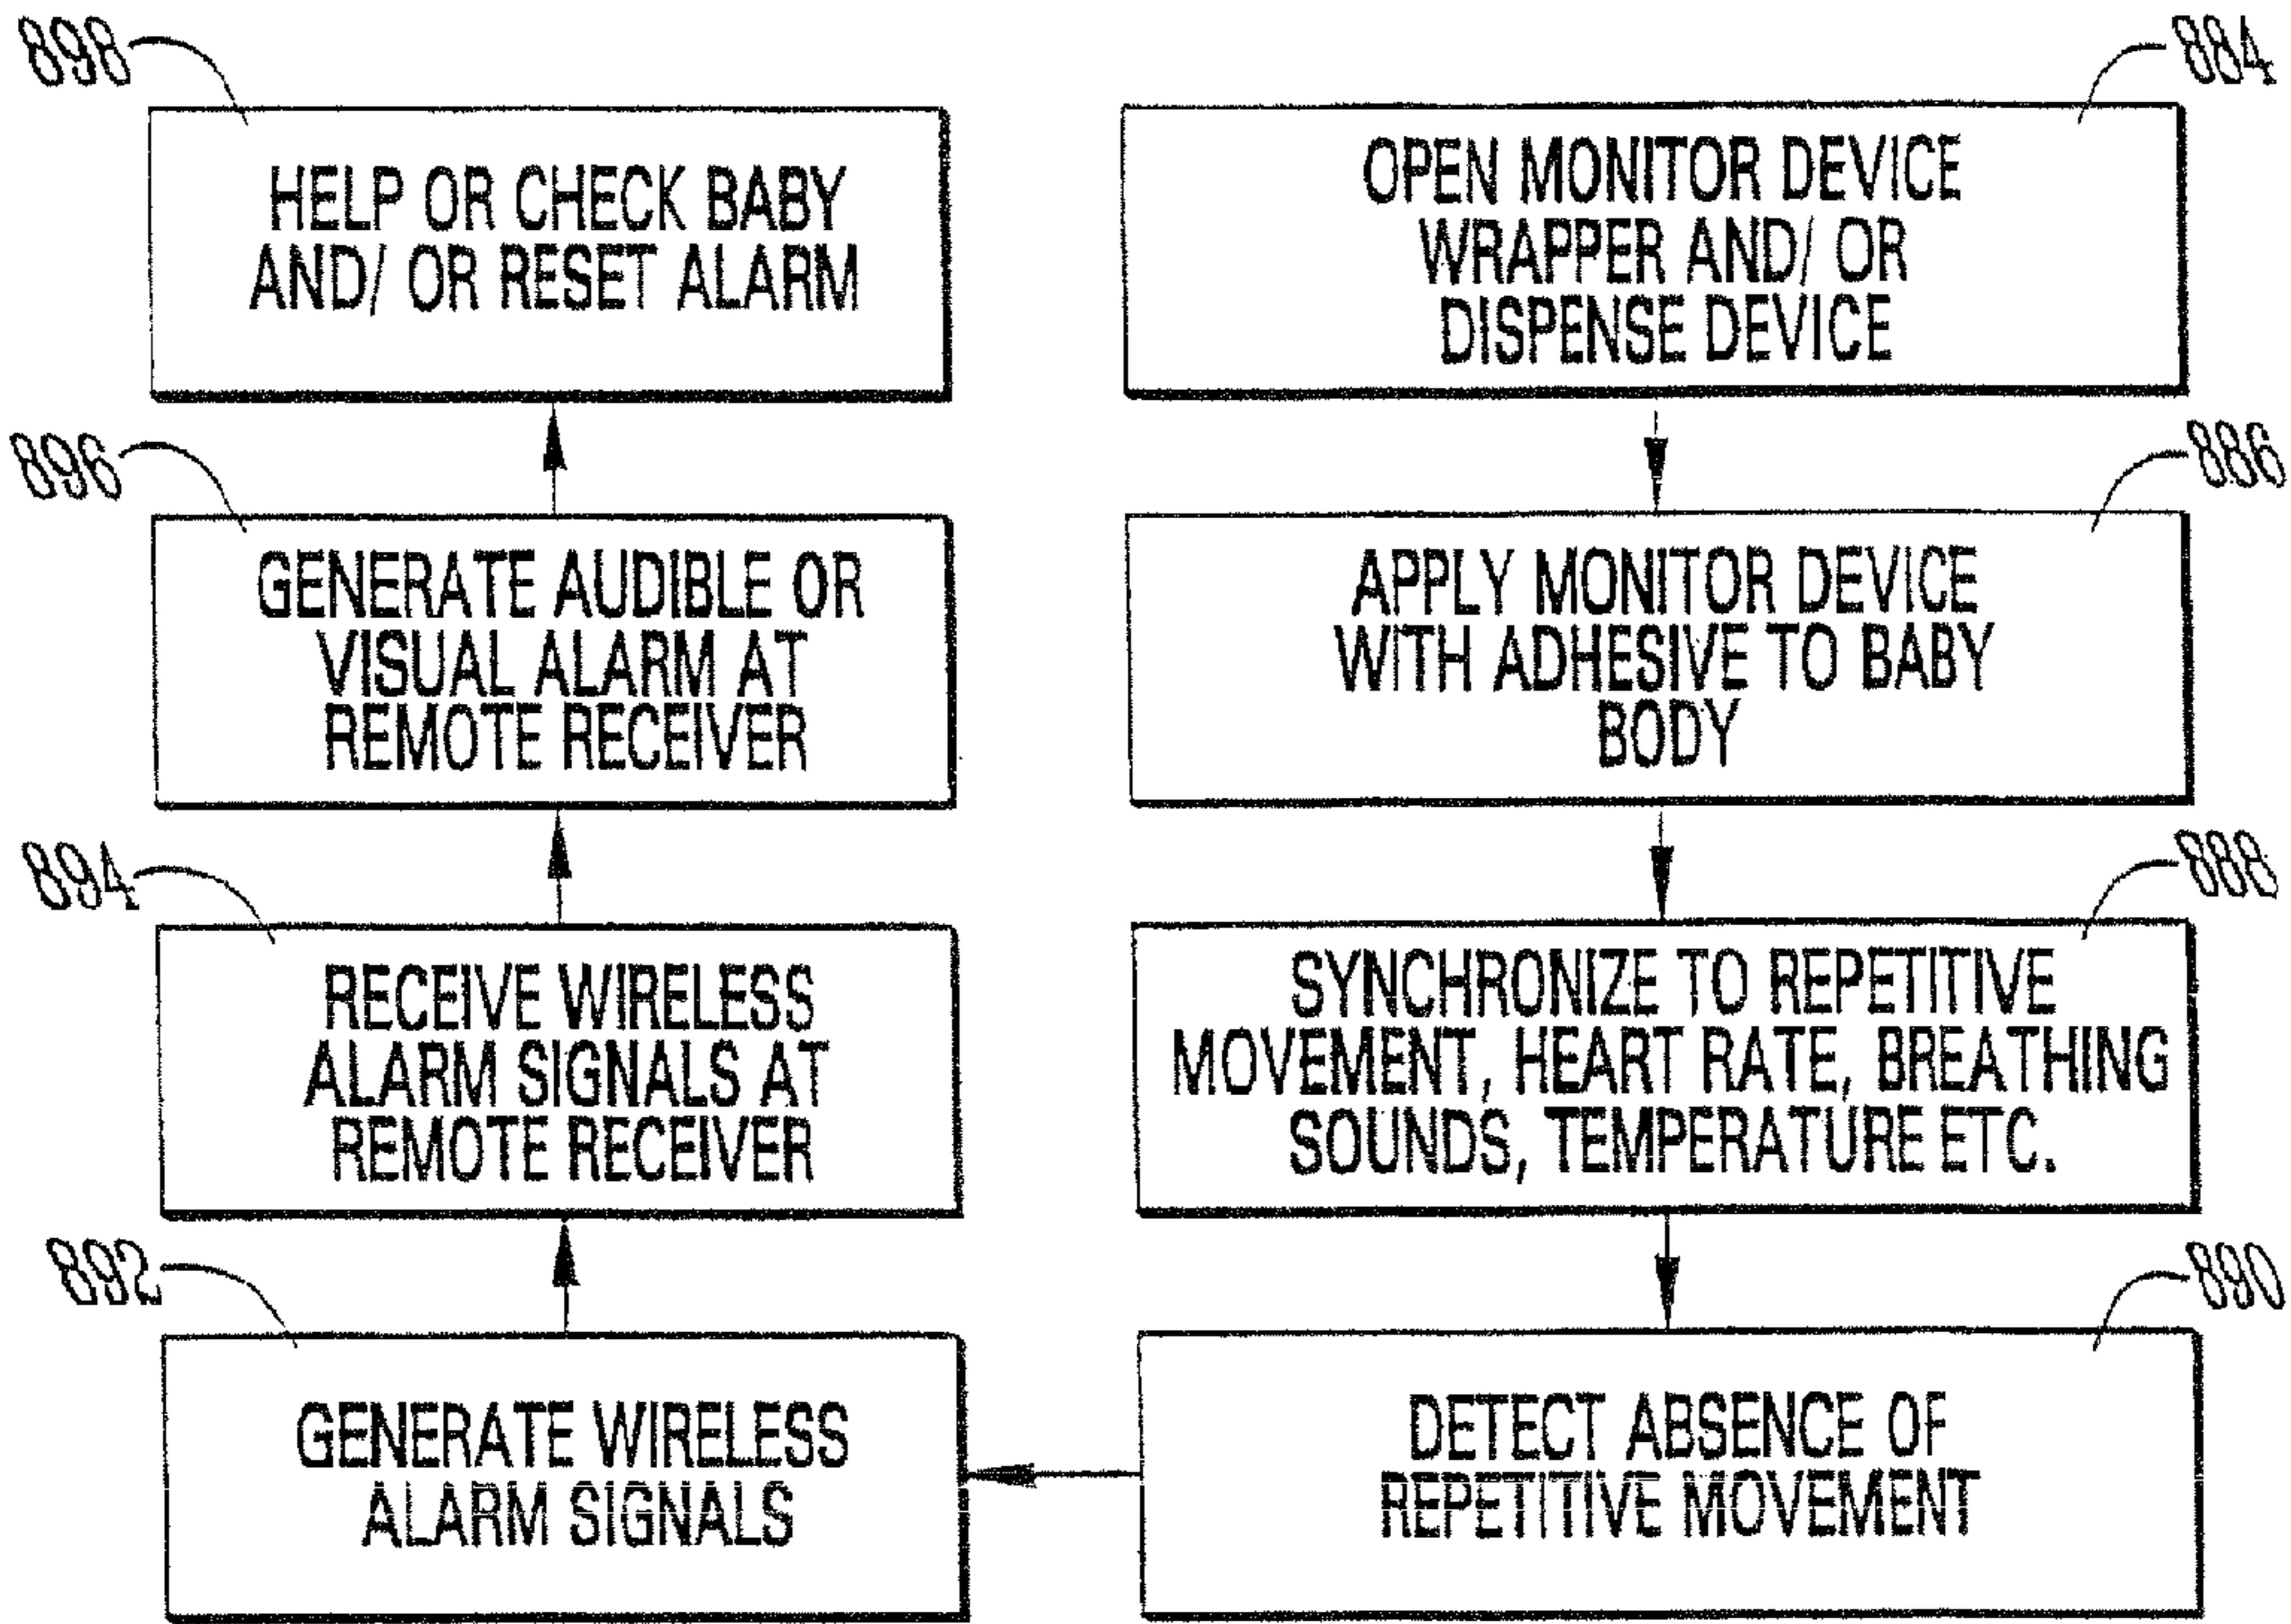 898
HELP OR CHECK BABY
AND/ OR RESET ALARM
884
OPEN MONITOR DEVICE
WRAPPER AND/ OR
DISPENSE DEVICE
896
GENERATE AUDIBLE OR
VISUAL ALARM AT
REMOTE RECEIVER
886
APPLY MONITOR DEVICE
WITH ADHESIVE TO BABY
BODY
894
RECEIVE WIRELESS
ALARM SIGNALS AT
REMOTE RECEIVER
888
SYNCHRONIZE TO REPETITIVE
MOVEMENT, HEART RATE, BREATHING
SOUNDS, TEMPERATURE ETC.
892
GENERATE WIRELESS
ALARM SIGNALS
890
DETECT ABSENCE OF
REPETITIVE MOVEMENT